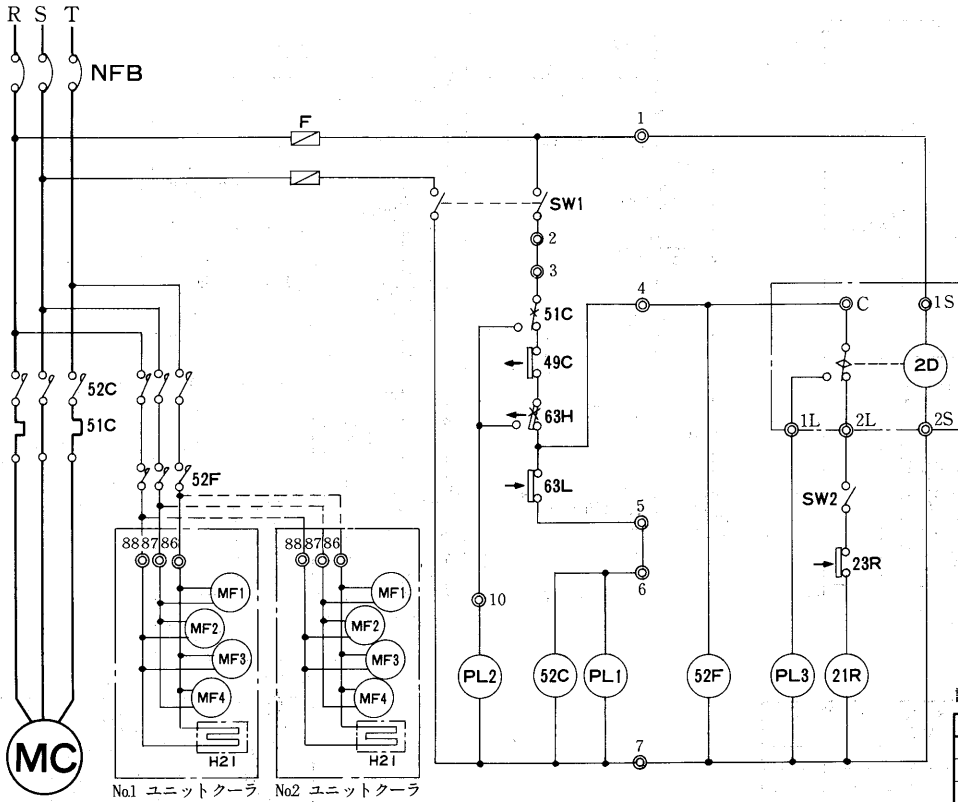 R S T
NFB
F
1
SW1
2
3
4
51C
C
1S
49C
2D
52C
63H
51C
1L
2L
2S
52F
63L
SW2
5
88 87 86
88 87 86
23R
6
MF1
MF1
10
MF2
MF2
MF3
MF3
PL2
52C
PL1
52F
PL3
21R
MF4
MF4
MC
H21
H21
7
No.1 ユニットクーラ
No2 ユニットクーラ